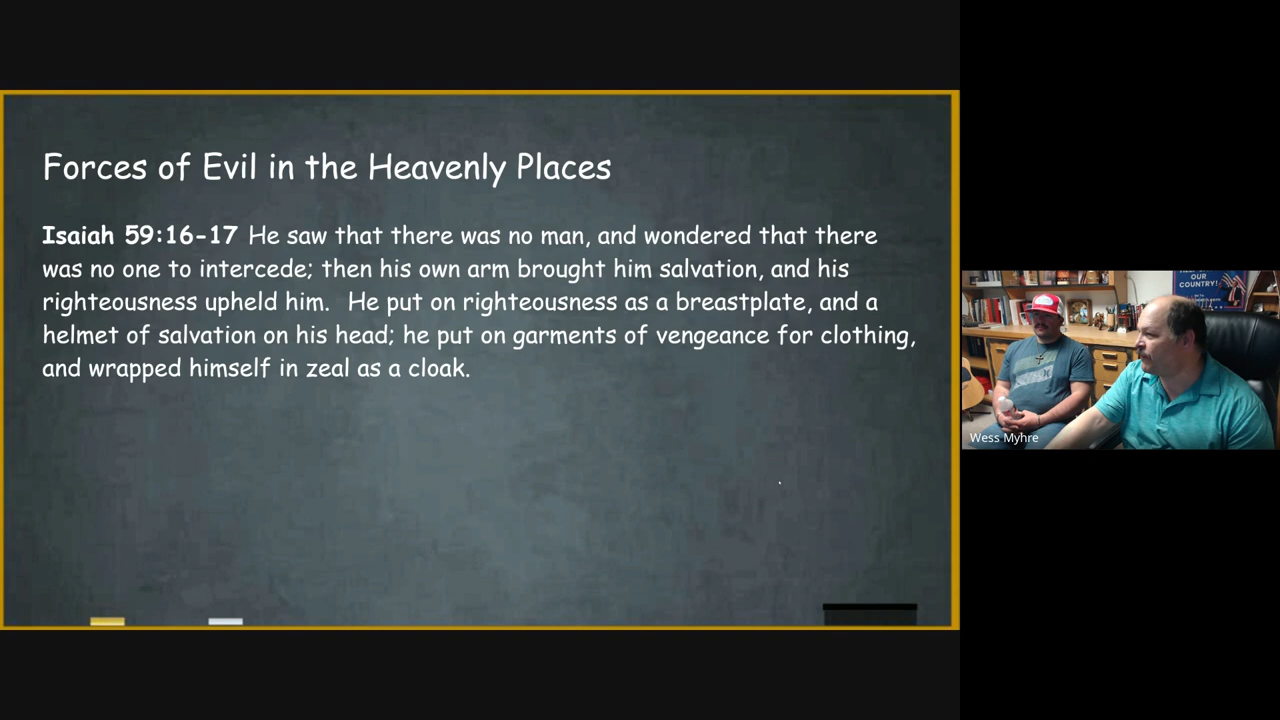 Forces of Evil in the Heavenly Places
Isaiah 59:16-17 He saw that there was no man, and wondered that there
was no one to intercede; then his own arm brought him salvation, and his
righteousness upheld him.  He put on righteousness as a breastplate, and a
helmet of salvation on his head; he put on garments of vengeance for clothing,
and wrapped himself in zeal as a cloak.
OUR
COUNTRY!
Wess Myhre